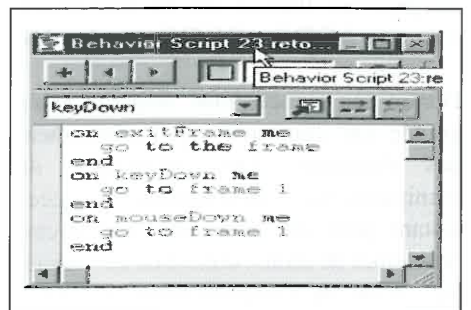 Behavior Script 23 reto...
Behavior Script 23:re
keyDown
on exitFrame me
go to the frame
end
on keyDown me
go to frame 1
end
on mouseDown me
go to frame 1
end